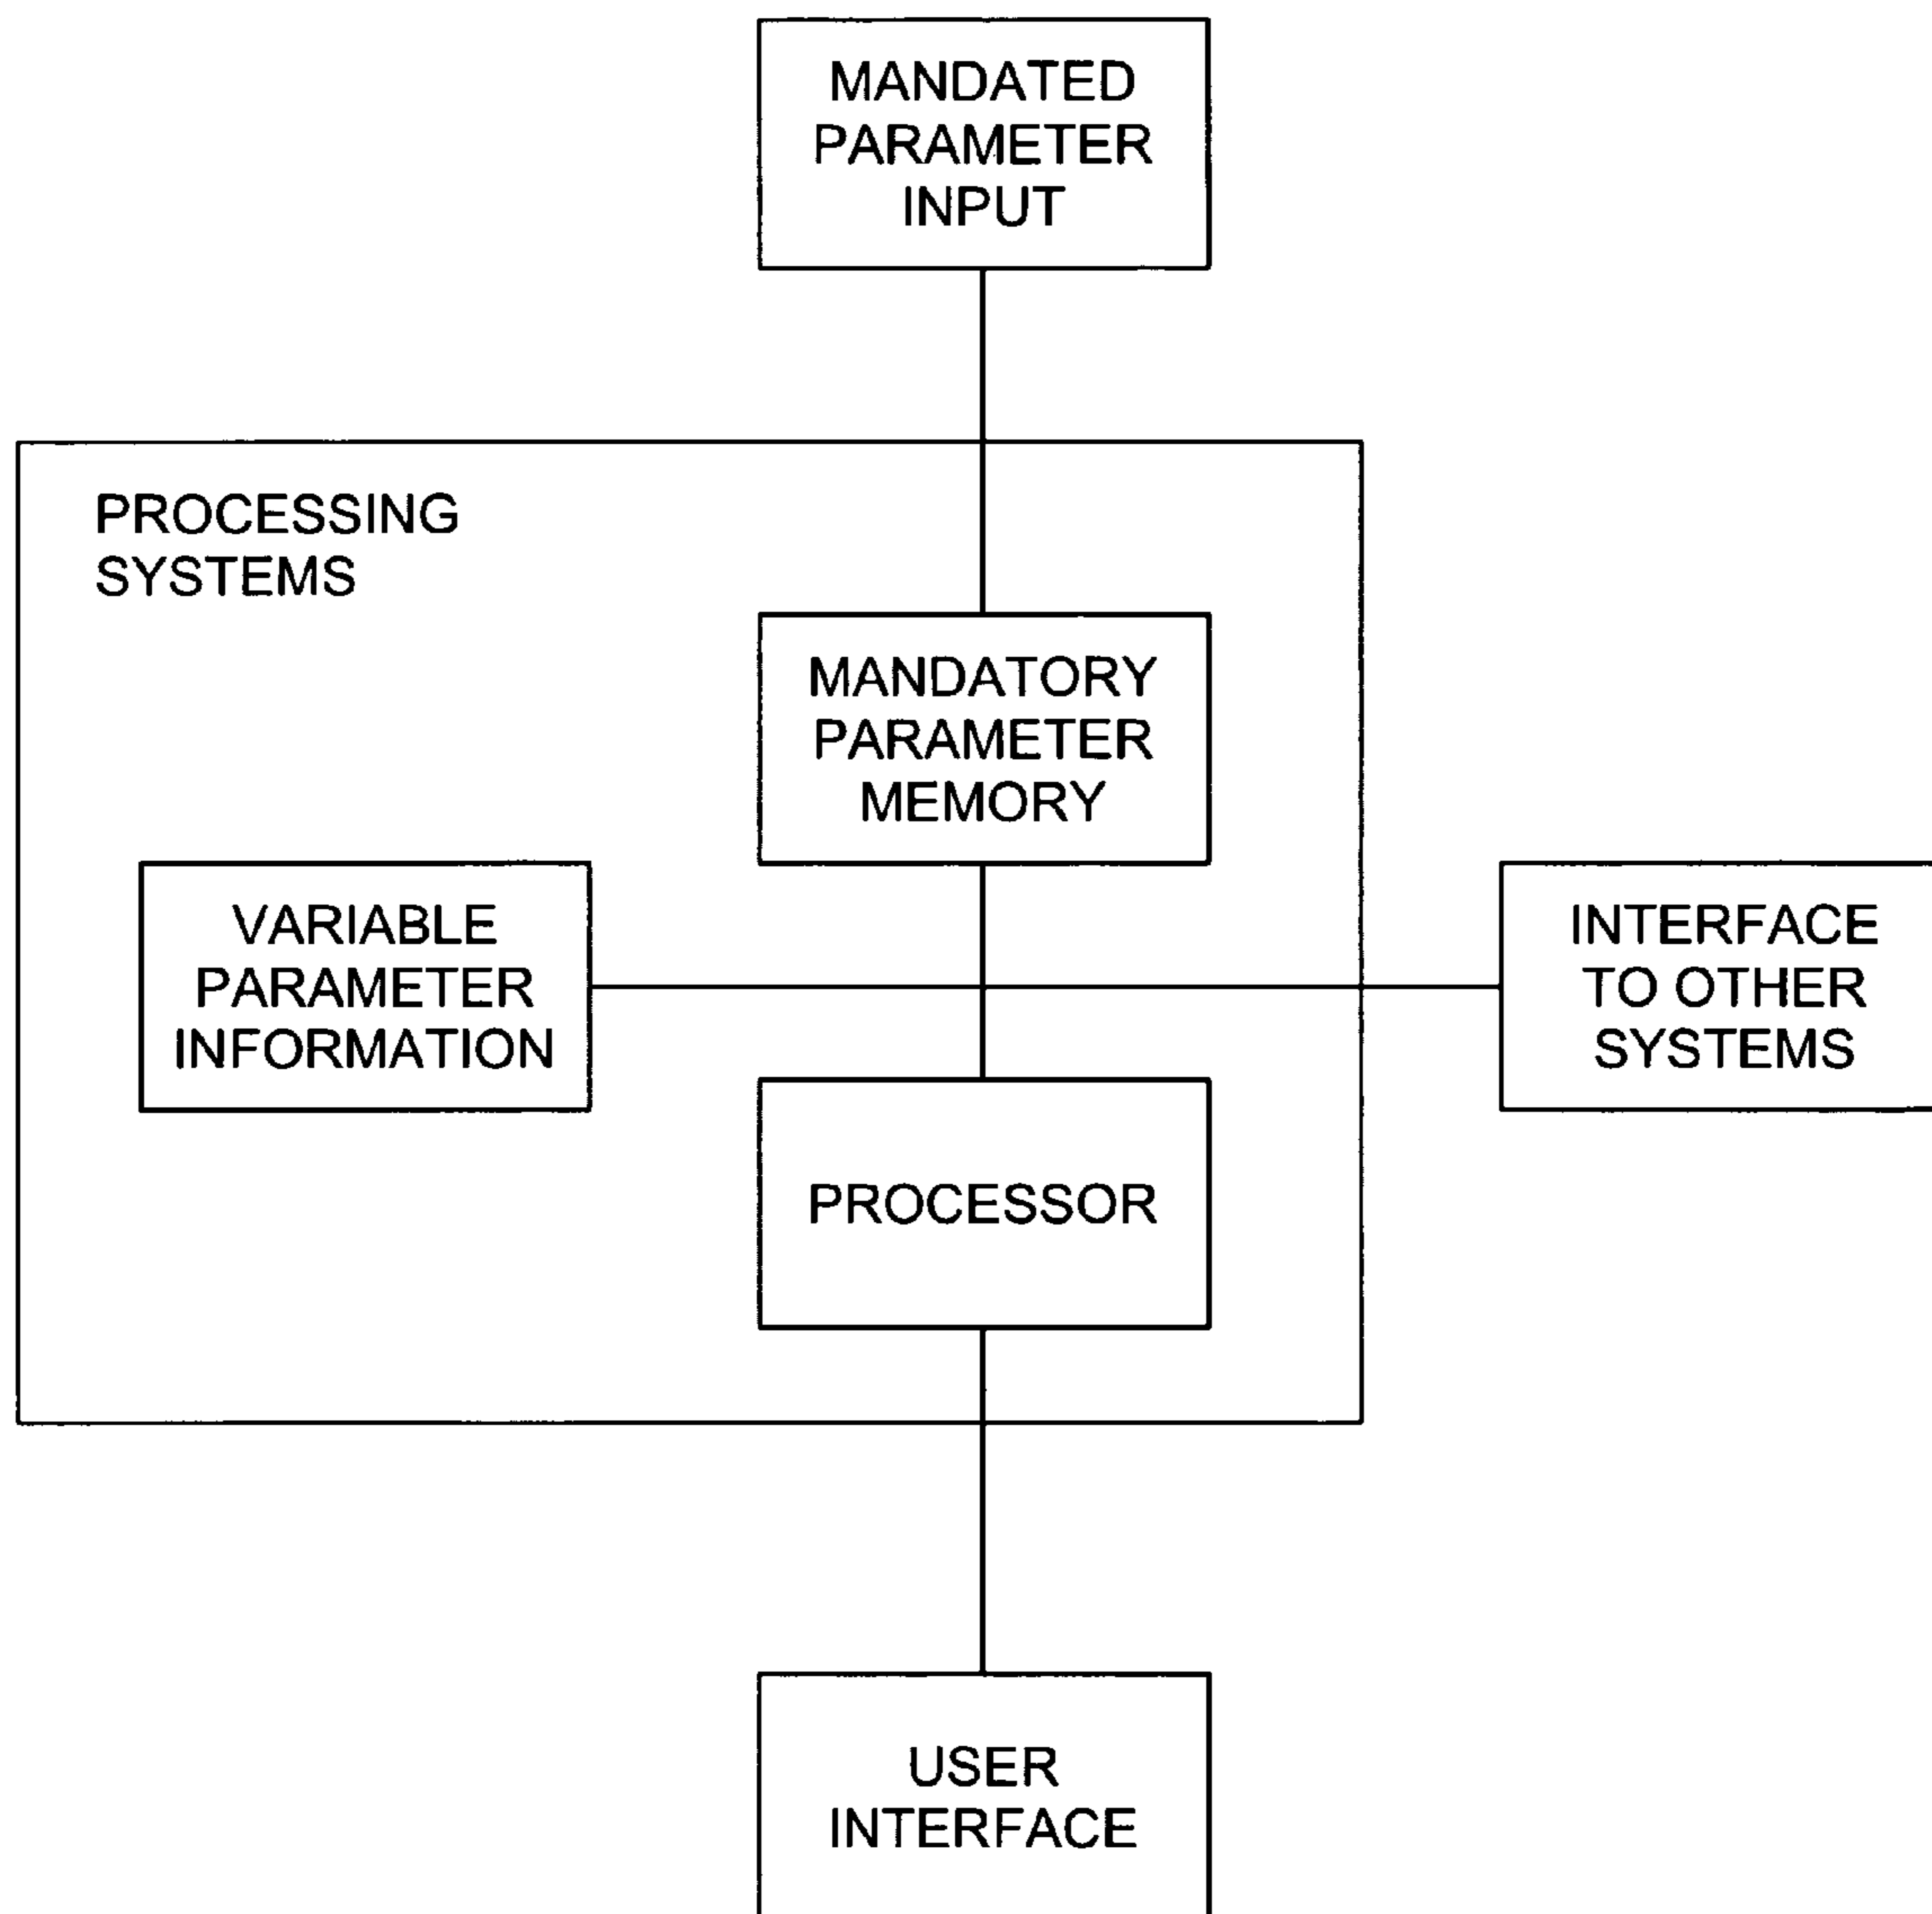 MANDATED
PARAMETER
INPUT
PROCESSING
SYSTEMS
MANDATORY
PARAMETER
MEMORY
VARIABLE
PARAMETER
INFORMATION
INTERFACE
TO OTHER
SYSTEMS
PROCESSOR
USER
INTERFACE